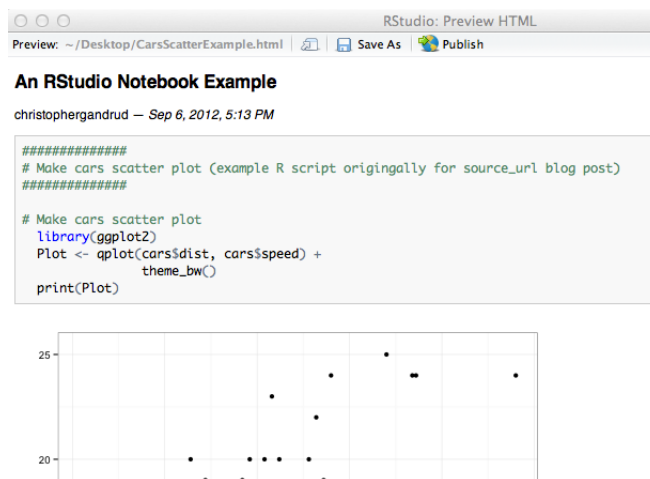 RStudio: Preview HTML
Preview: ~/Desktop/CarsScatterExample.html Save As Publish
An RStudio Notebook Example
christophergandrud — Sep 6, 2012, 5:13 PM
##############
# Make cars scatter plot (example R script origingally for source_url blog post)
##############
# Make cars scatter plot
library(ggplot2)
Plot <- qplot(cars$dist, cars$speed) +
theme_bw()
print(Plot)
25
20